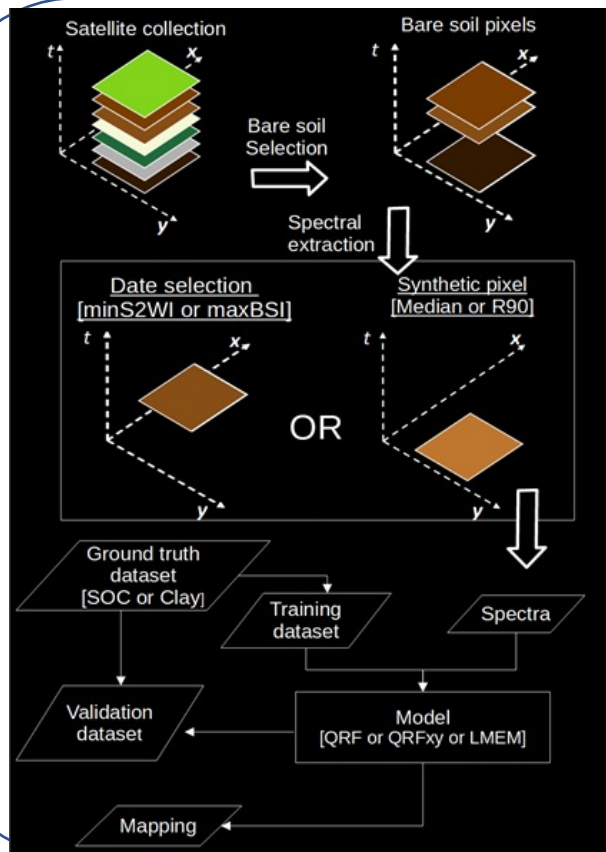 Satellite collection
Bare soil pixels
t
x
y
Bare soil
Selection
t
x
y
Spectral
extraction
Date selection
[minS2WI or maxBSI]
Synthetic pixel
[Median or R90]
t
x
y
OR
t
x
y
Ground truth
dataset
[SOC or Clay]
Training
dataset
Spectra
Validation
dataset
Model
[QRF or QRFxy or LMEM]
Mapping